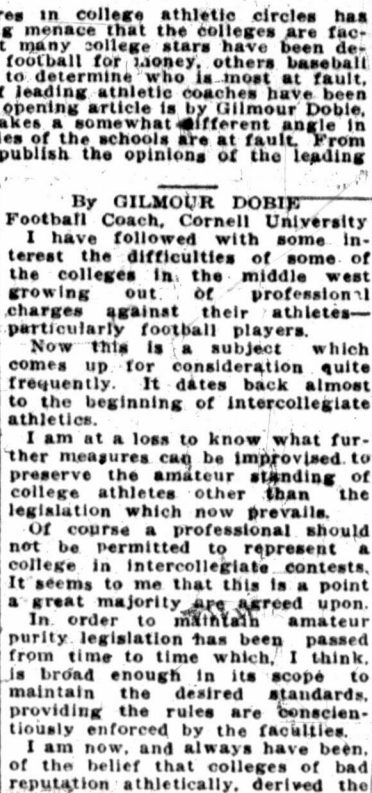 res in college athletic circles has
g menace that the colleges are fac-
t many college stars have been de-
football for money, others baseball
to determine who is most at fault,
f leading athletic coaches have been
opening article is by Gilmour Dobie,
akes a somewhat different angle in
les of the schools are at fault. From
publish the opinions of the leading
By GILMOUR DOBIE
Football Coach, Cornell University
I have followed with some in-
terest the difficulties of some of
the colleges in the middle west
growing out of professional
charges against their athletes—
particularly football players.
Now this is a subject which
comes up for consideration quite
frequently. It dates back almost
to the beginning of intercollegiate
athletics.
I am at a loss to know what fur-
ther measures can be improvised to
preserve the amateur standing of
college athletes other than the
legislation which now prevails.
Of course a professional should
not be permitted to represent a
college in intercollegiate contests.
It seems to me that this is a point
a great majority are agreed upon.
In order to maintain amateur
purity legislation has been passed
from time to time which, I think,
is broad enough in its scope to
maintain the desired standards,
providing the rules are conscien-
tiously enforced by the faculties.
I am now, and always have been,
of the belief that colleges of bad
reputation athletically, derived the